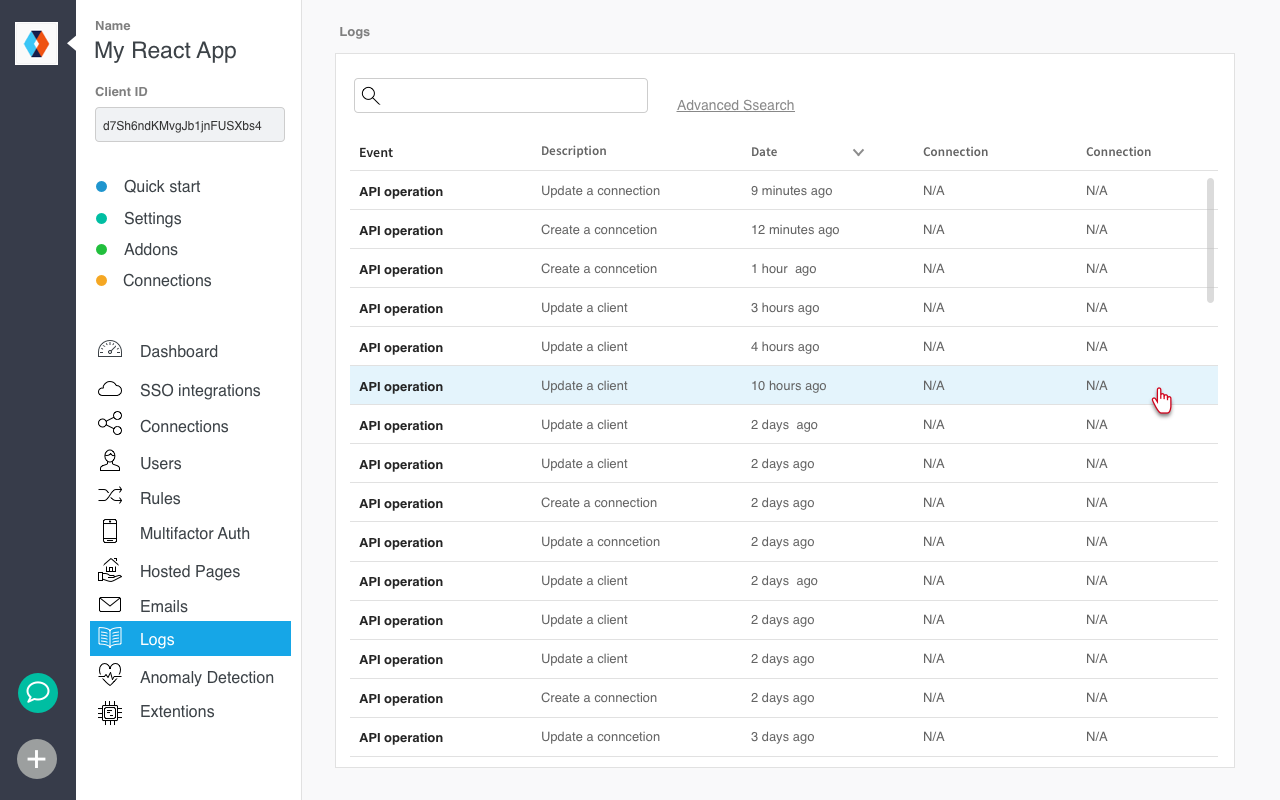 Name
My React App
Client ID
d7Sh6ndKMvgJb1jnFUSXbs4
Quick start
Settings
Addons
Connections
Dashboard
SSO integrations
Connections
Users
Rules
Multifactor Auth
Hosted Pages
Emails
Logs
Anomaly Detection
Extentions
Logs
Advanced Ssearch
Event Description Date Connection Connection
API operation Update a connection 9 minutes ago N/A N/A
API operation Create a conncetion 12 minutes ago N/A N/A
API operation Create a conncetion 1 hour ago N/A N/A
API operation Update a client 3 hours ago N/A N/A
API operation Update a client 4 hours ago N/A N/A
API operation Update a client 10 hours ago N/A N/A
API operation Update a client 2 days ago N/A N/A
API operation Update a client 2 days ago N/A N/A
API operation Create a connection 2 days ago N/A N/A
API operation Update a conncetion 2 days ago N/A N/A
API operation Update a client 2 days ago N/A N/A
API operation Update a client 2 days ago N/A N/A
API operation Update a client 2 days ago N/A N/A
API operation Create a connection 2 days ago N/A N/A
API operation Update a conncetion 3 days ago N/A N/A